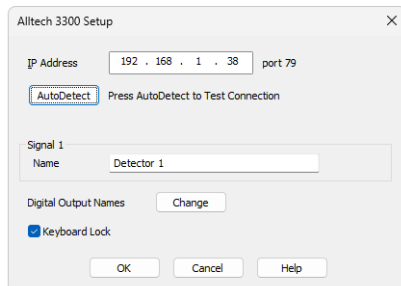 Alltech 3300 Setup
IP Address 192 . 168 . 1 . 38 port 79
AutoDetect Press AutoDetect to Test Connection
Signal 1
Name Detector 1
Digital Output Names Change
Keyboard Lock
OK Cancel Help